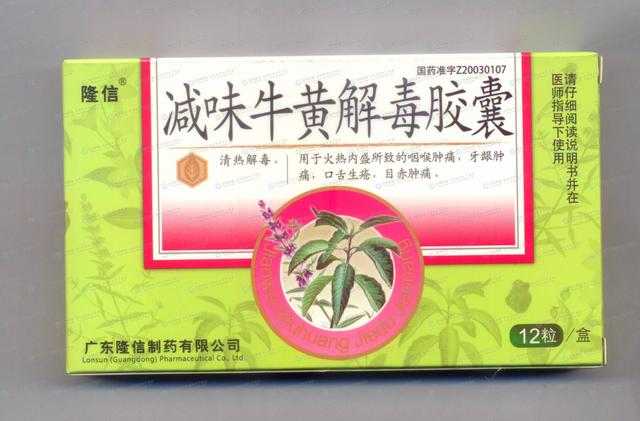 隆信®
国药准字Z20030107
减味牛黄解毒胶囊
清热解毒。
用于火热内盛所致的咽喉肿痛，牙龈肿
痛，口舌生疮，目赤肿痛。
请仔细阅读说明书并在
医师指导下使用
Jianwei Niuhuang Jiedu Jiaonang
广东隆信制药有限公司
Lonsun (Guangdong) Pharmaceutical Co., Ltd
12粒/盒